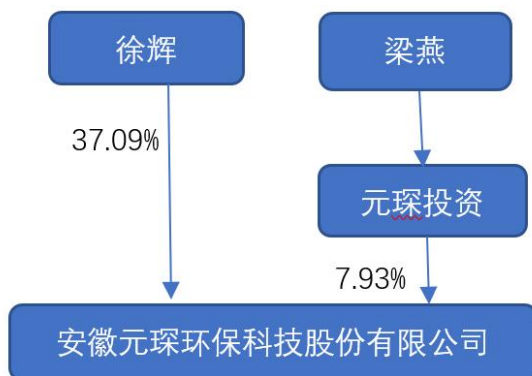 徐辉
梁燕
37.09%
元琛投资
7.93%
安徽元琛环保科技股份有限公司